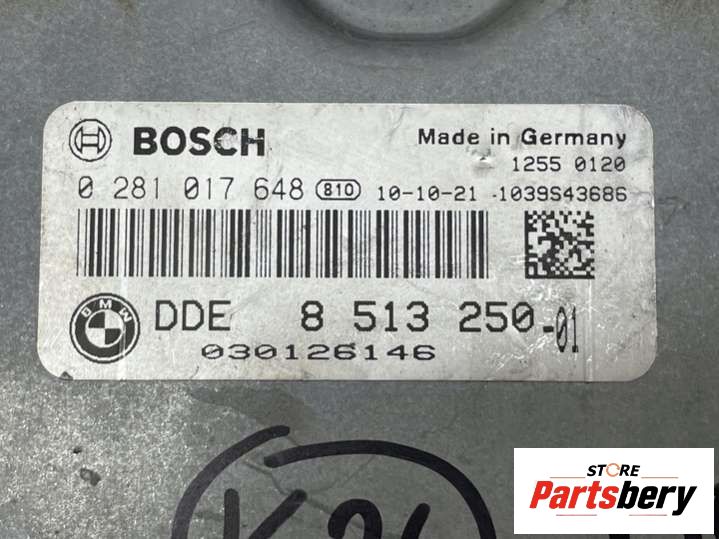 BOSCH
Made in Germany
1255 0120
0 281 017 648 810 10-10-21 -1039S43686
BMW
DDE 8 513 250-01
030126146
STORE
Partsbery